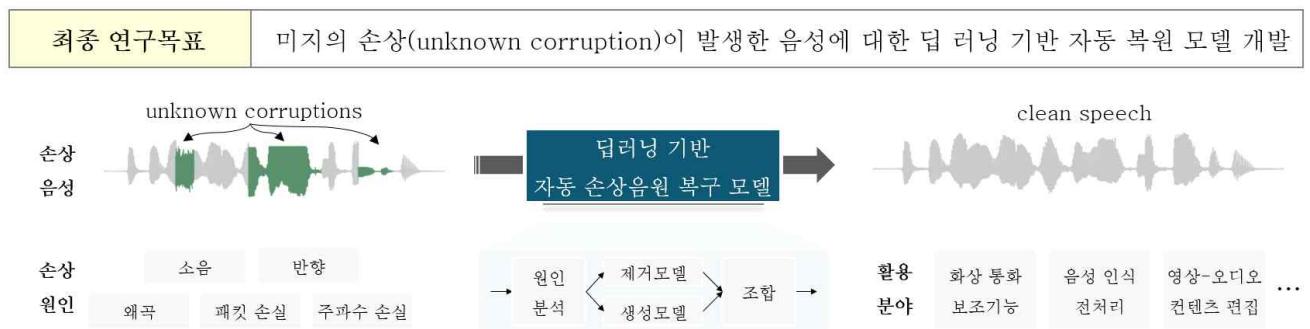 최종 연구목표
미지의 손상(unknown corruption)이 발생한 음성에 대한 딥 러닝 기반 자동 복원 모델 개발
unknown corruptions
clean speech
손상
음성
딥러닝 기반
자동 손상음원 복구 모델
손상
원인
소음
반향
왜곡
패킷 손실
주파수 손실
원인
분석
제거모델
생성모델
조합
활용
분야
화상 통화
보조기능
음성 인식
전처리
영상-오디오
컨텐츠 편집
...